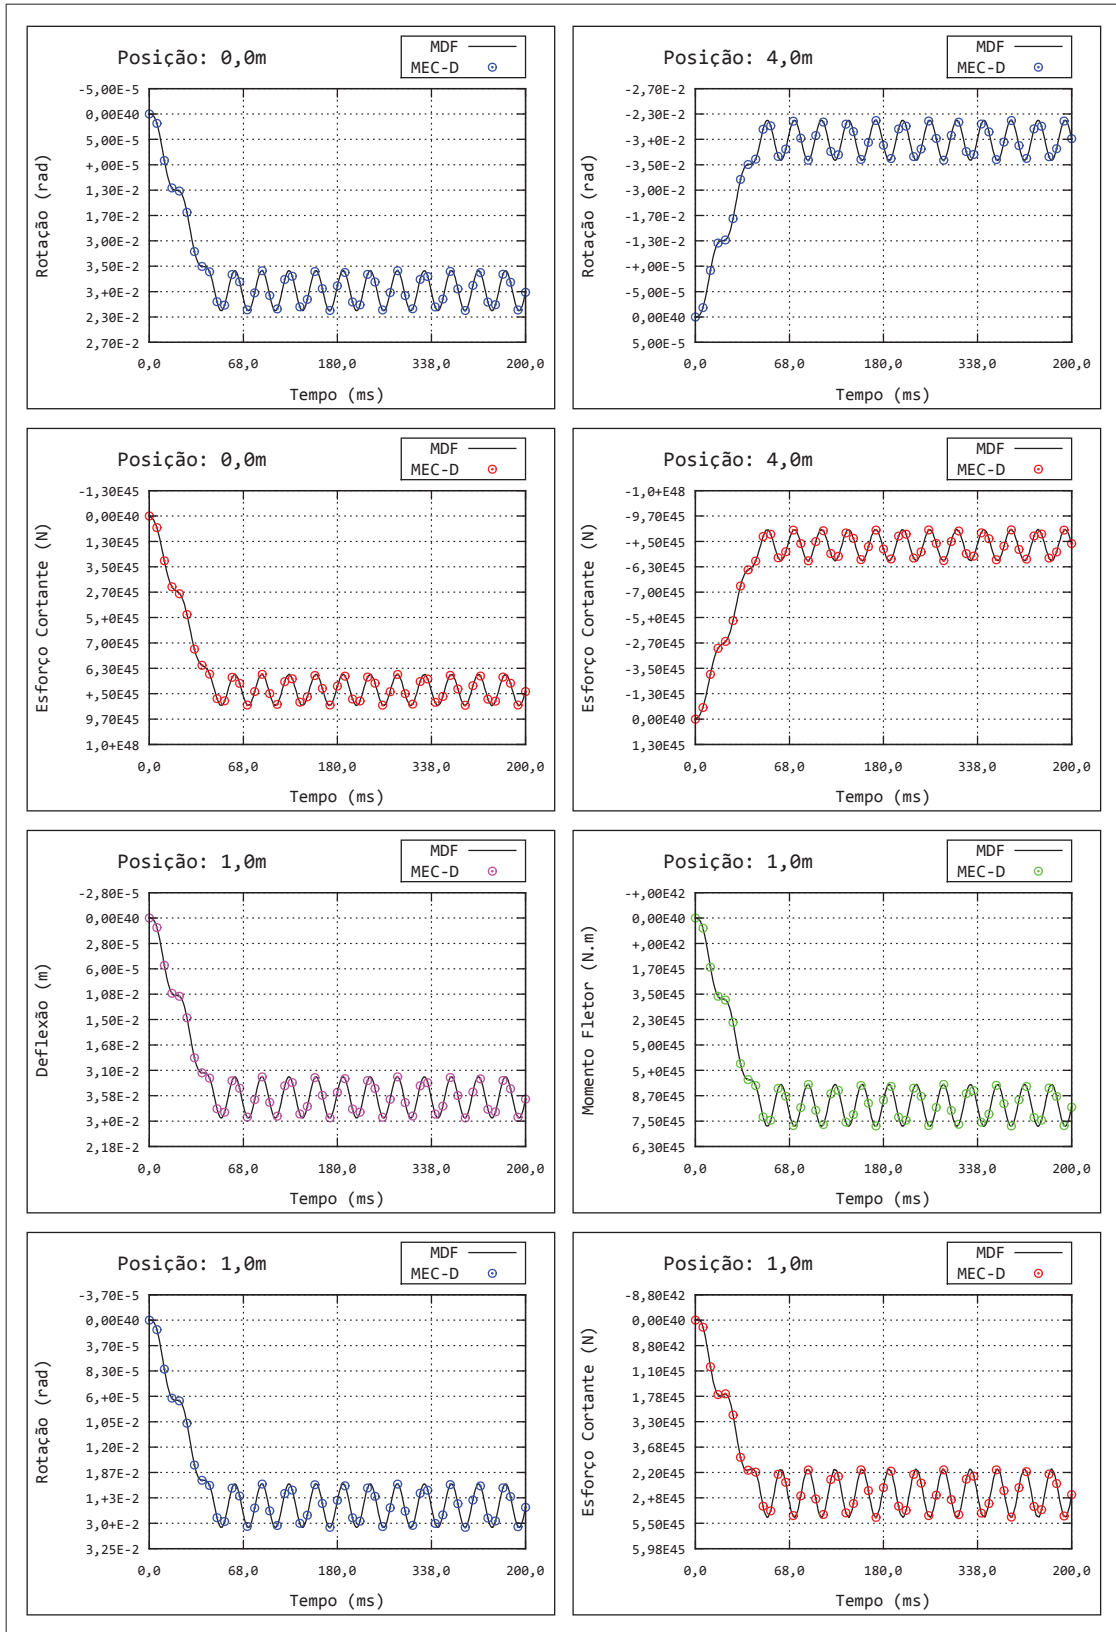 Posição: 0,0m
MDF
MEC-D
Rotação (rad)
-5,00E-5
0,00E40
5,00E-5
+,00E-5
1,30E-2
1,70E-2
3,00E-2
3,50E-2
3,+0E-2
2,30E-2
2,70E-2
0,0
68,0
180,0
338,0
200,0
Tempo (ms)
Posição: 4,0m
MDF
MEC-D
Rotação (rad)
-2,70E-2
-2,30E-2
-3,+0E-2
-3,50E-2
-3,00E-2
-1,70E-2
-1,30E-2
-+,00E-5
-5,00E-5
0,00E40
5,00E-5
0,0
68,0
180,0
338,0
200,0
Tempo (ms)
Posição: 0,0m
MDF
MEC-D
Esforço Cortante (N)
-1,30E45
0,00E40
1,30E45
3,50E45
2,70E45
5,+0E45
7,00E45
6,30E45
+,50E45
9,70E45
1,0+E48
0,0
68,0
180,0
338,0
200,0
Tempo (ms)
Posição: 4,0m
MDF
MEC-D
Esforço Cortante (N)
-1,0+E48
-9,70E45
-+,50E45
-6,30E45
-7,00E45
-5,+0E45
-2,70E45
-3,50E45
-1,30E45
0,00E40
1,30E45
0,0
68,0
180,0
338,0
200,0
Tempo (ms)
Posição: 1,0m
MDF
MEC-D
Deflexão (m)
-2,80E-5
0,00E40
2,80E-5
6,00E-5
1,08E-2
1,50E-2
1,68E-2
3,10E-2
3,58E-2
3,+0E-2
2,18E-2
0,0
68,0
180,0
338,0
200,0
Tempo (ms)
Posição: 1,0m
MDF
MEC-D
Momento Fletor (N.m)
-+,00E42
0,00E40
+,00E42
1,70E45
3,50E45
2,30E45
5,00E45
5,+0E45
8,70E45
7,50E45
6,30E45
0,0
68,0
180,0
338,0
200,0
Tempo (ms)
Posição: 1,0m
MDF
MEC-D
Rotação (rad)
-3,70E-5
0,00E40
3,70E-5
8,30E-5
6,+0E-5
1,05E-2
1,20E-2
1,87E-2
1,+3E-2
3,0+E-2
3,25E-2
0,0
68,0
180,0
338,0
200,0
Tempo (ms)
Posição: 1,0m
MDF
MEC-D
Esforço Cortante (N)
-8,80E42
0,00E40
8,80E42
1,10E45
1,78E45
3,30E45
3,68E45
2,20E45
2,+8E45
5,50E45
5,98E45
0,0
68,0
180,0
338,0
200,0
Tempo (ms)